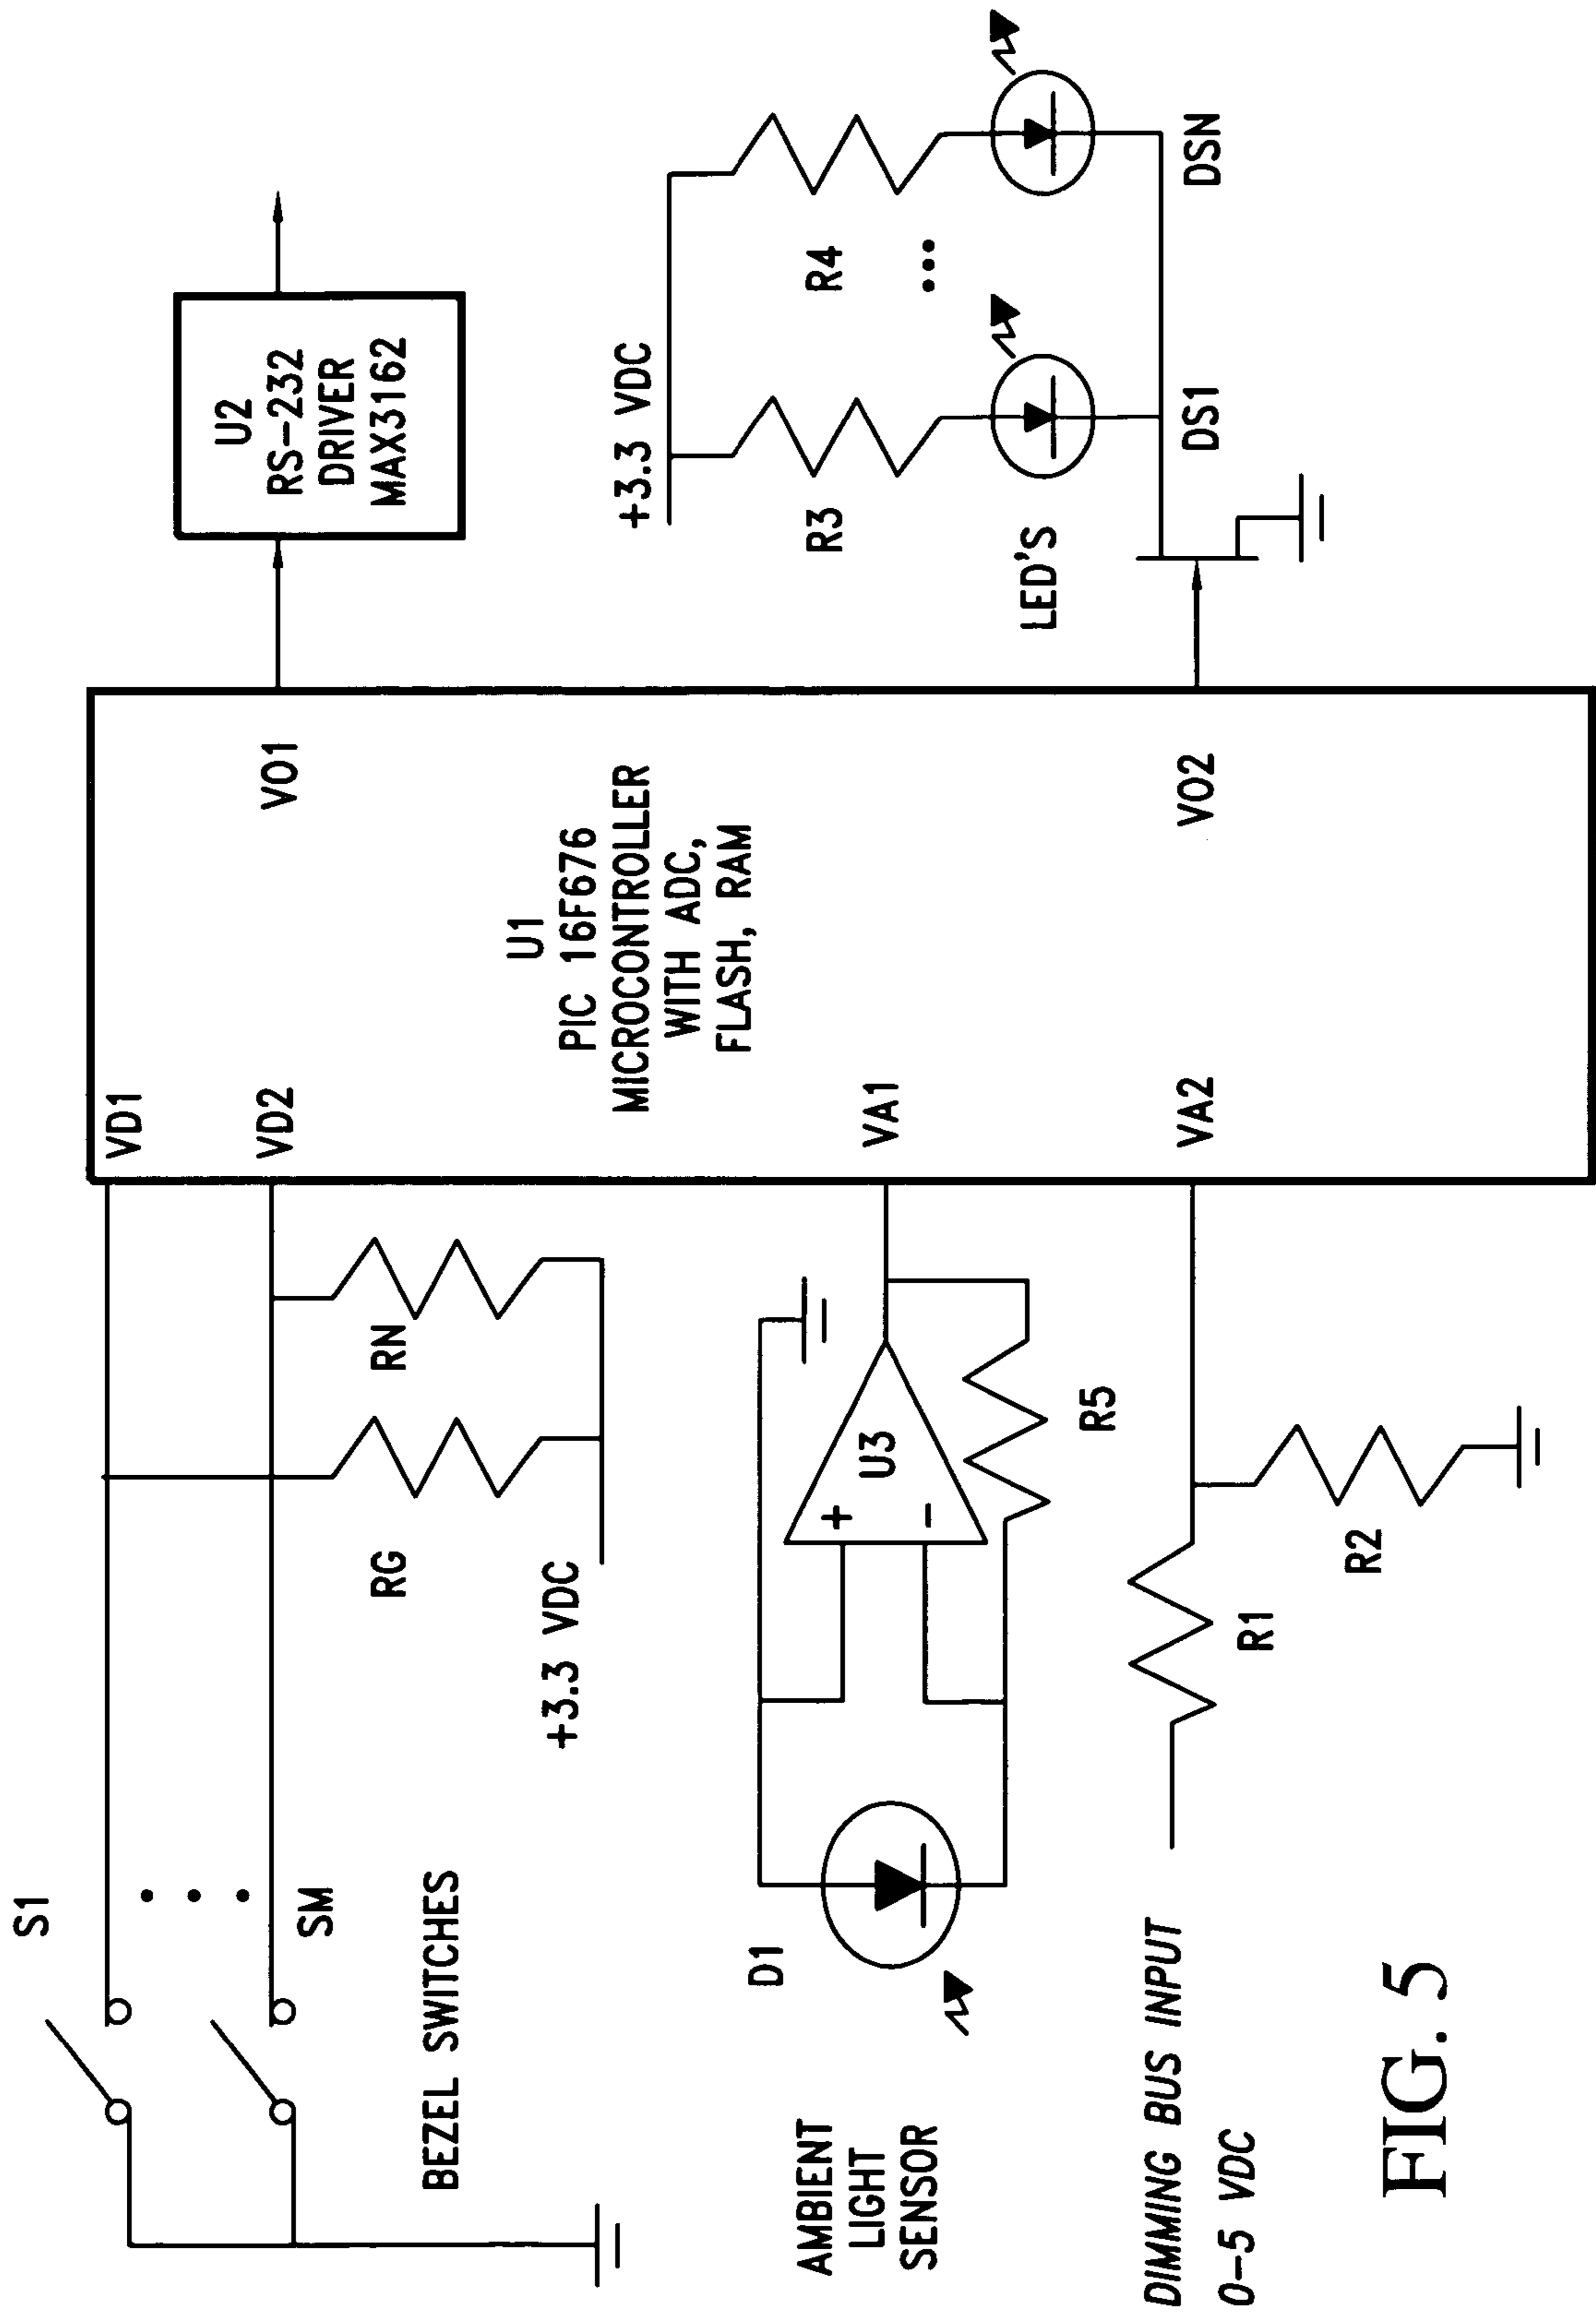 S1
SM
BEZEL SWITCHES
RG
RN
+3.3 VDC
VD1
VD2
VO1
U2
RS-232
DRIVER
MAX3162
U1
PIC 16F676
MICROCONTROLLER
WITH ADC,
FLASH, RAM
+3.3 VDC
R3
R4
LED'S
DS1
DSN
AMBIENT
LIGHT
SENSOR
D1
U3
+
-
R5
VA1
VA2
VO2
DIMMING BUS INPUT
0-5 VDC
R1
R2
FIG. 5